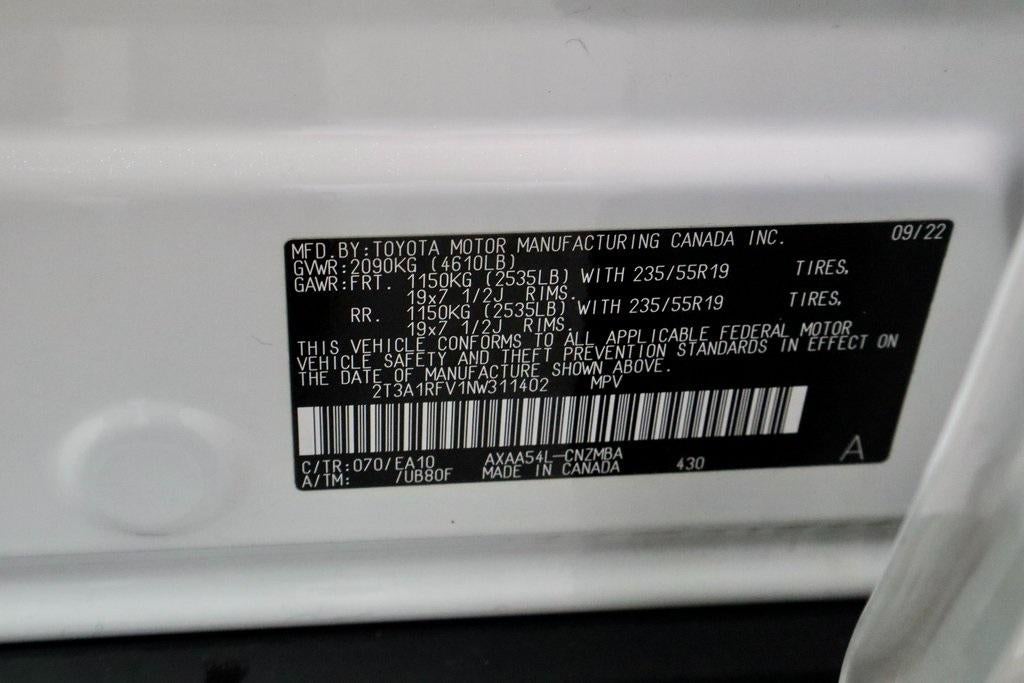 MFD.BY:TOYOTA MOTOR MANUFACTURING CANADA INC. 09/22
GVWR:2090KG (4610LB)
GAWR:FRT. 1150KG (2535LB) WITH 235/55R19 TIRES,
19x7 1/2J RIMS.
RR. 1150KG (2535LB) WITH 235/55R19 TIRES,
19x7 1/2J RIMS.
THIS VEHICLE CONFORMS TO ALL APPLICABLE FEDERAL MOTOR
VEHICLE SAFETY AND THEFT PREVENTION STANDARDS IN EFFECT ON
THE DATE OF MANUFACTURE SHOWN ABOVE.
2T3A1RFV1NW311402 MPV
C/TR:070/EA10 AXAA54L-CNZMBA 430 A
A/TM: /UB80F MADE IN CANADA